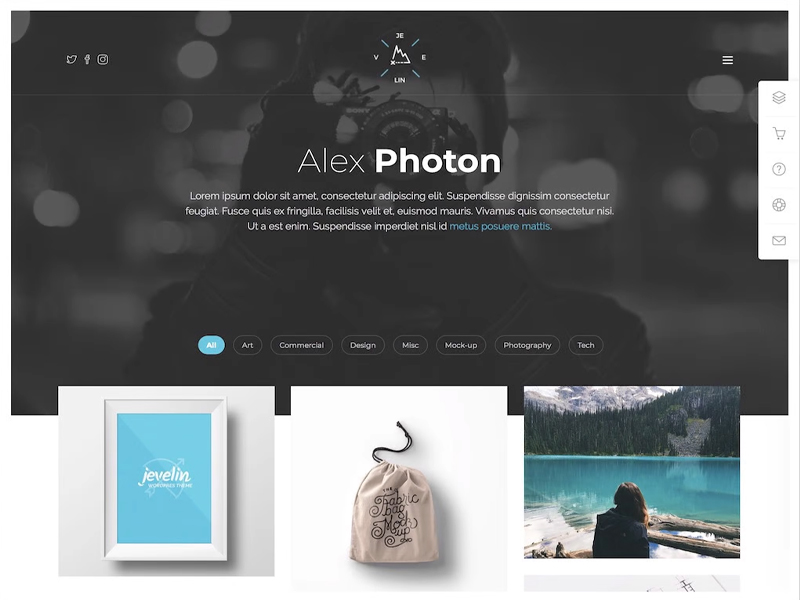 JE
V E
LIN
Alex Photon
Lorem ipsum dolor sit amet, consectetur adipiscing elit. Suspendisse dignissim consectetur
feugiat. Fusce quis ex fringilla, facilisis velit et, euismod mauris. Vivamus quis consectetur nisi.
Ut a est enim. Suspendisse imperdiet nisl id metus posuere mattis.
All Art Commercial Design Misc Mock-up Photography Tech
jevelin
WORDPRESS THEME
THE
Fabric
bag
Mock
up